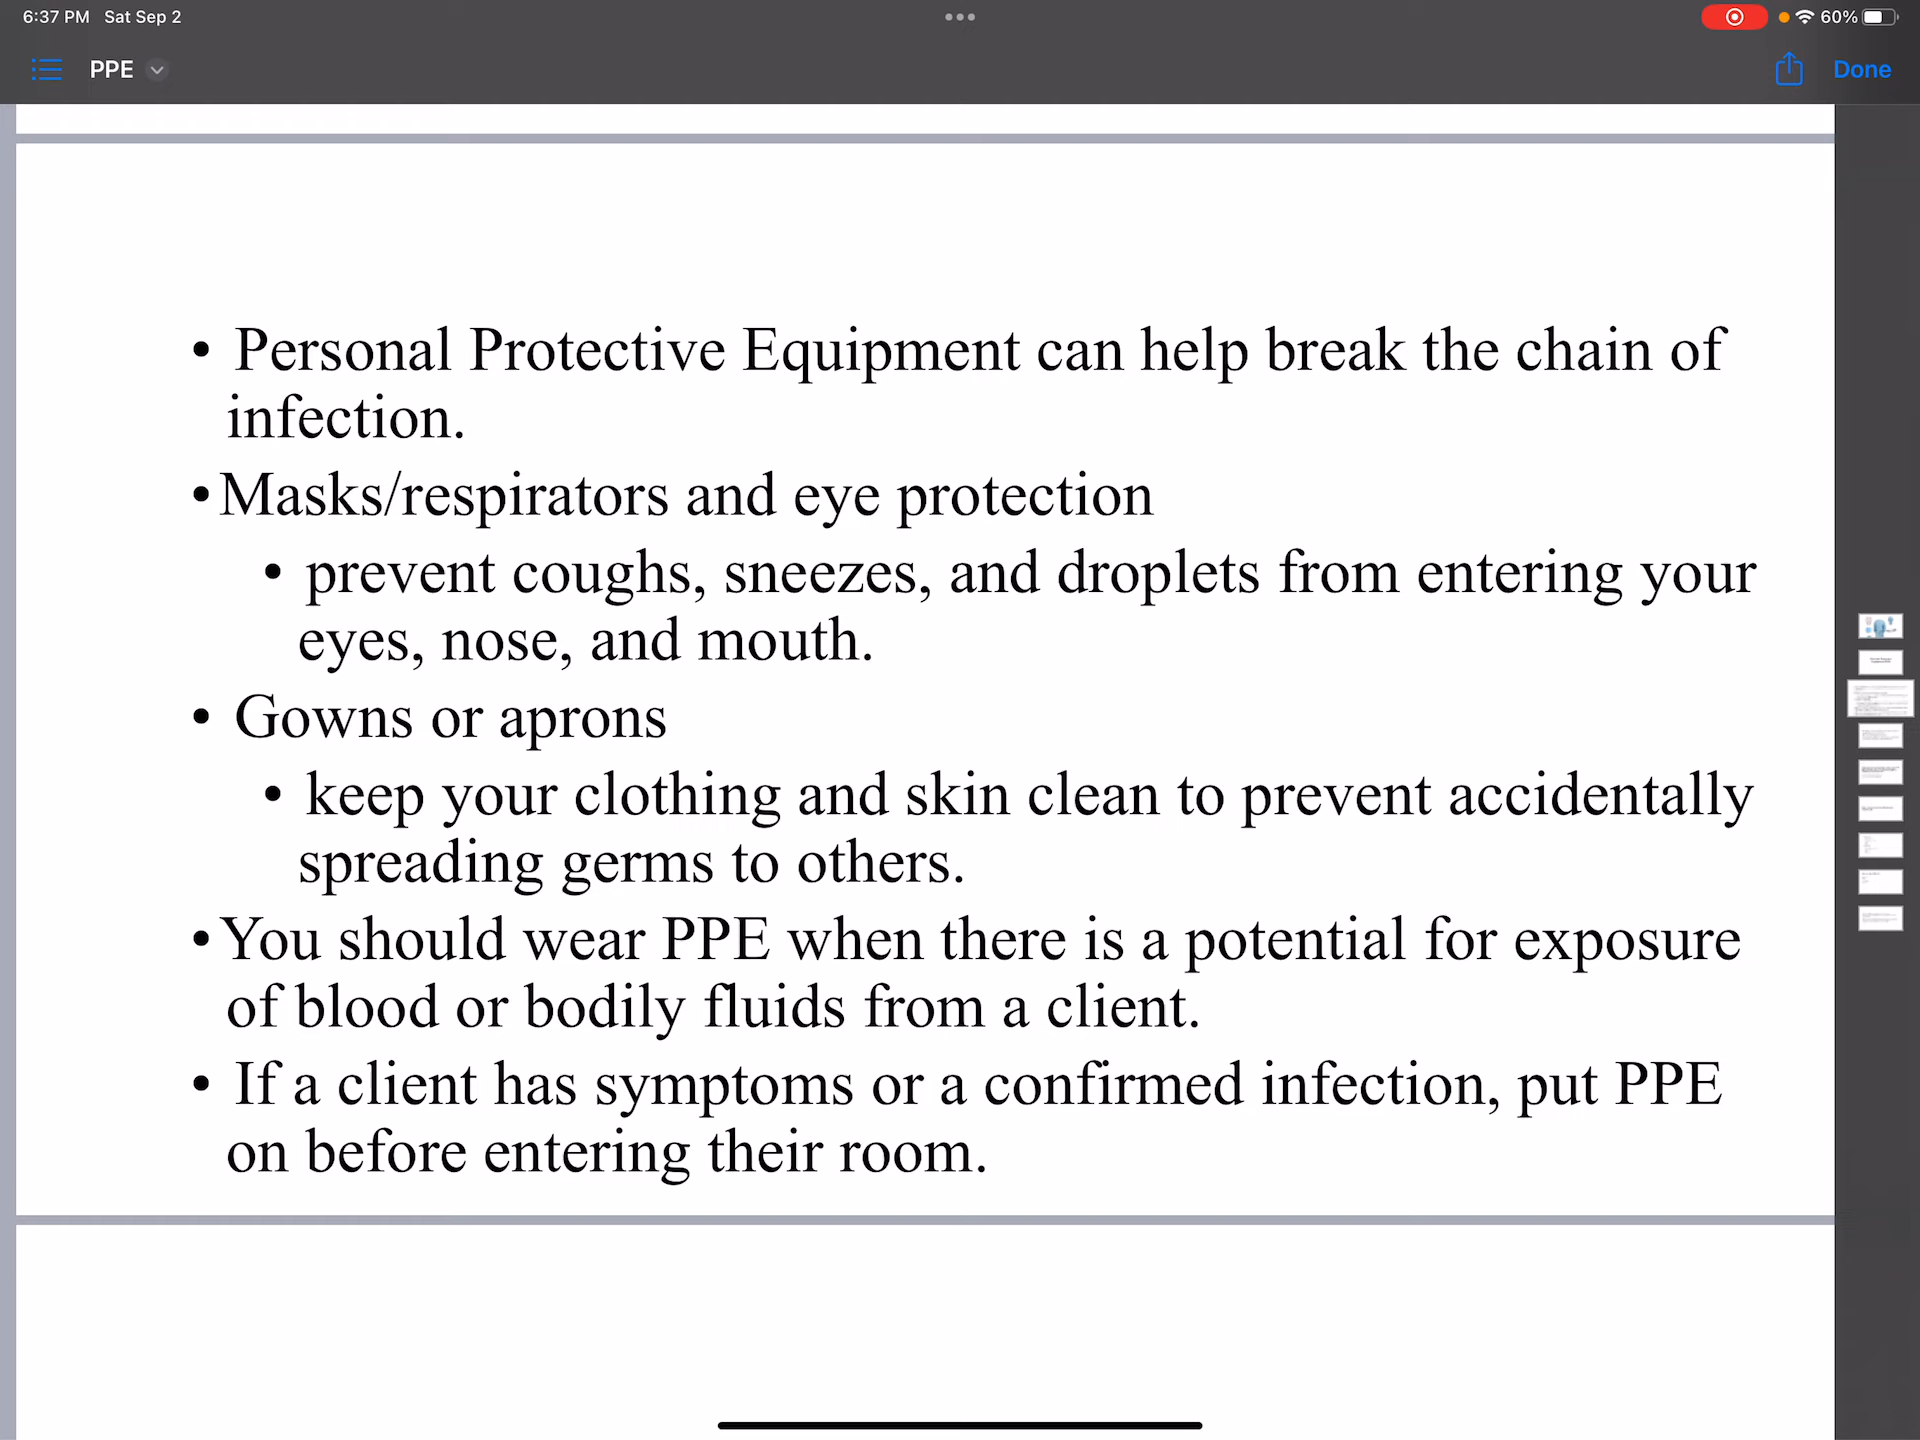 6:37 PM Sat Sep 2
60%
PPE
Done
• Personal Protective Equipment can help break the chain of
infection.
• Masks/respirators and eye protection
• prevent coughs, sneezes, and droplets from entering your
eyes, nose, and mouth.
• Gowns or aprons
• keep your clothing and skin clean to prevent accidentally
spreading germs to others.
• You should wear PPE when there is a potential for exposure
of blood or bodily fluids from a client.
• If a client has symptoms or a confirmed infection, put PPE
on before entering their room.